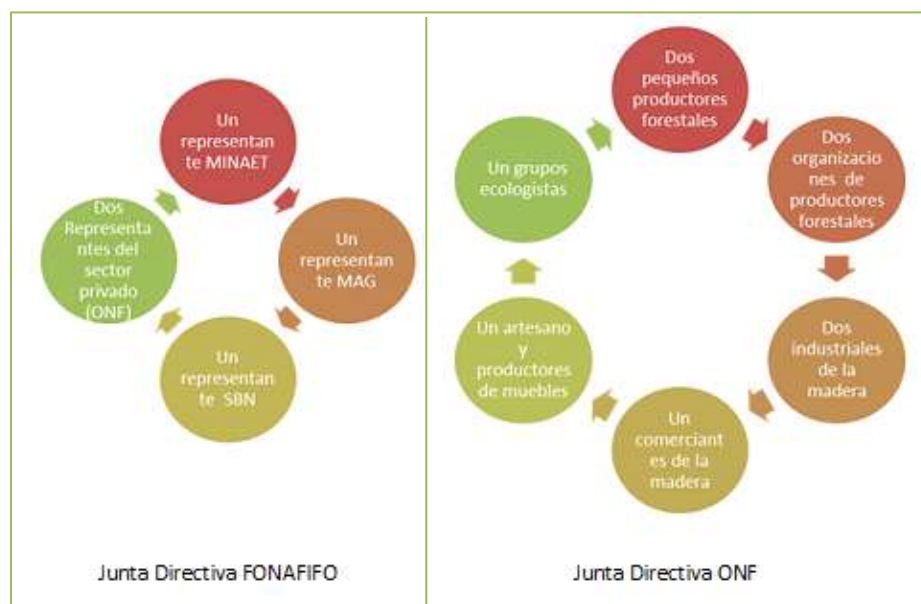 Un
representan
te MINAET
Un
representan
te MAG
Un
representan
te SBN
Dos
Representa
ntes del
sector
privado
(ONF)
Junta Directiva FONAFIFO
Dos
pequeños
productores
forestales
Dos
organizacio
nes de
productores
forestales
Dos
industriales
de la
madera
Un
comerciant
es de la
madera
Un artesano
y
productores
de muebles
Un grupos
ecologistas
Junta Directiva ONF